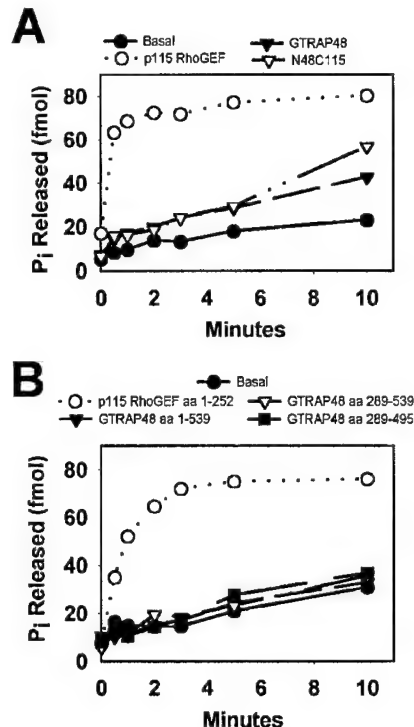 A
Basal
GTRAP48
p115 RhoGEF
N48C115
80
60
40
20
0
Pi Released (fmol)
0 2 4 6 8 10
Minutes
B
Basal
p115 RhoGEF aa 1-252
GTRAP48 aa 289-539
GTRAP48 aa 1-539
GTRAP48 aa 289-495
80
60
40
20
0
Pi Released (fmol)
0 2 4 6 8 10
Minutes